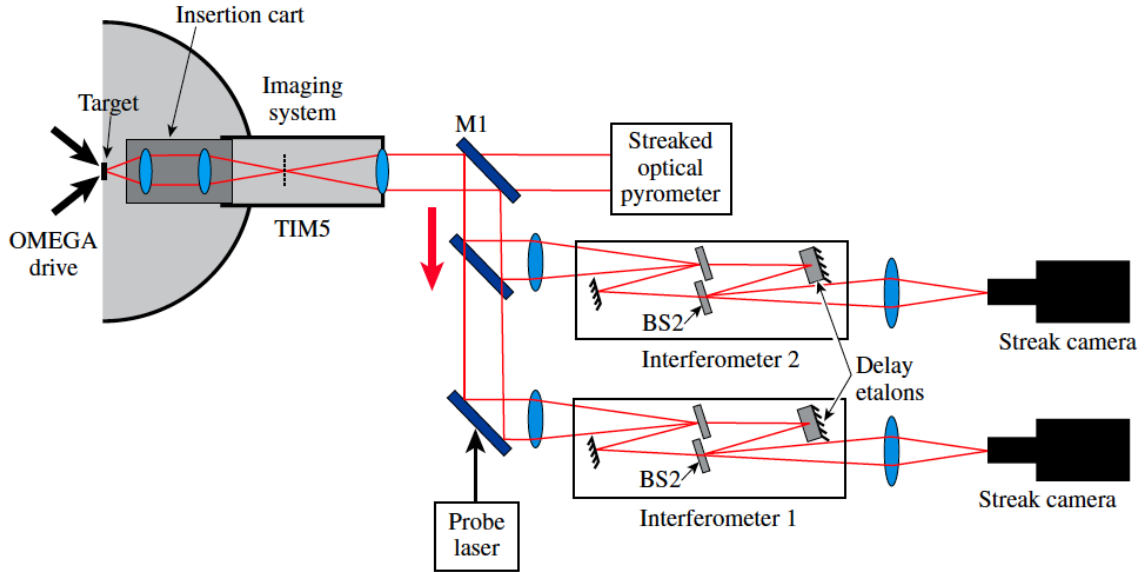 Insertion cart
Target
Imaging
system
M1
Streaked
optical
pyrometer
TIM5
OMEGA
drive
BS2
Interferometer 2
Streak camera
Delay
etalons
BS2
Interferometer 1
Streak camera
Probe
laser